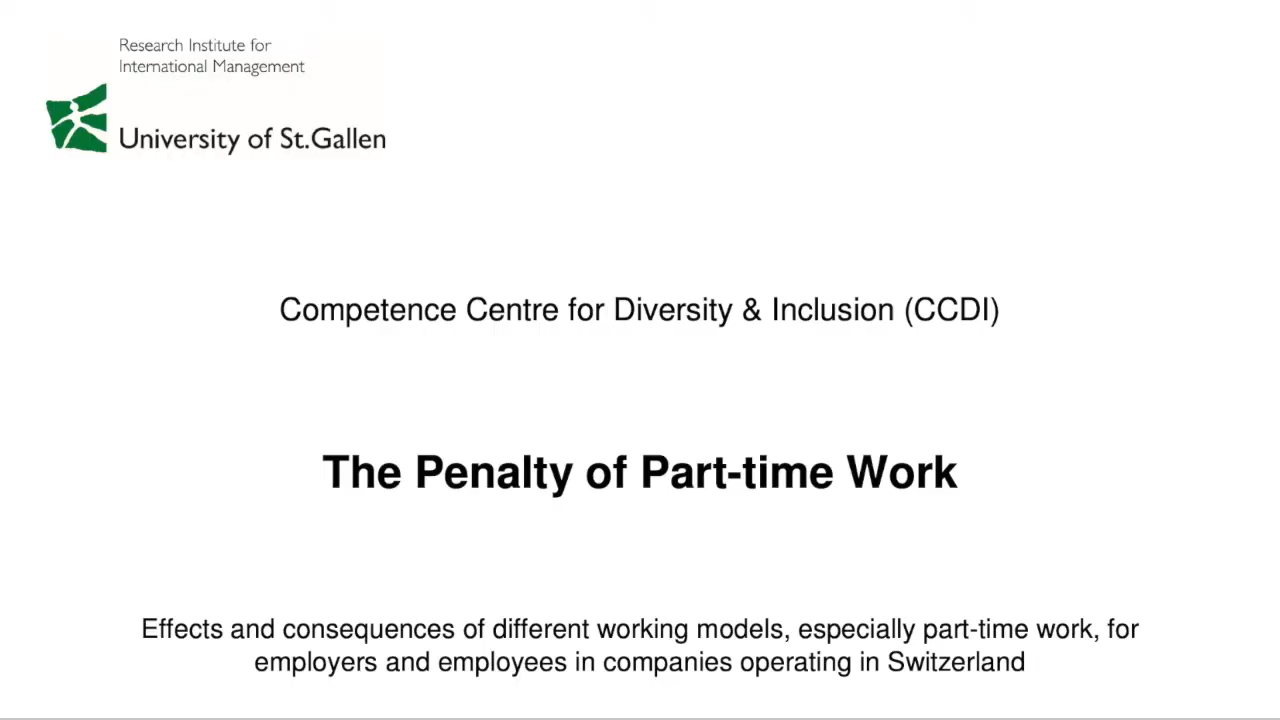 Research Institute for
International Management
University of St.Gallen
Competence Centre for Diversity & Inclusion (CCDI)
The Penalty of Part-time Work
Effects and consequences of different working models, especially part-time work, for
employers and employees in companies operating in Switzerland